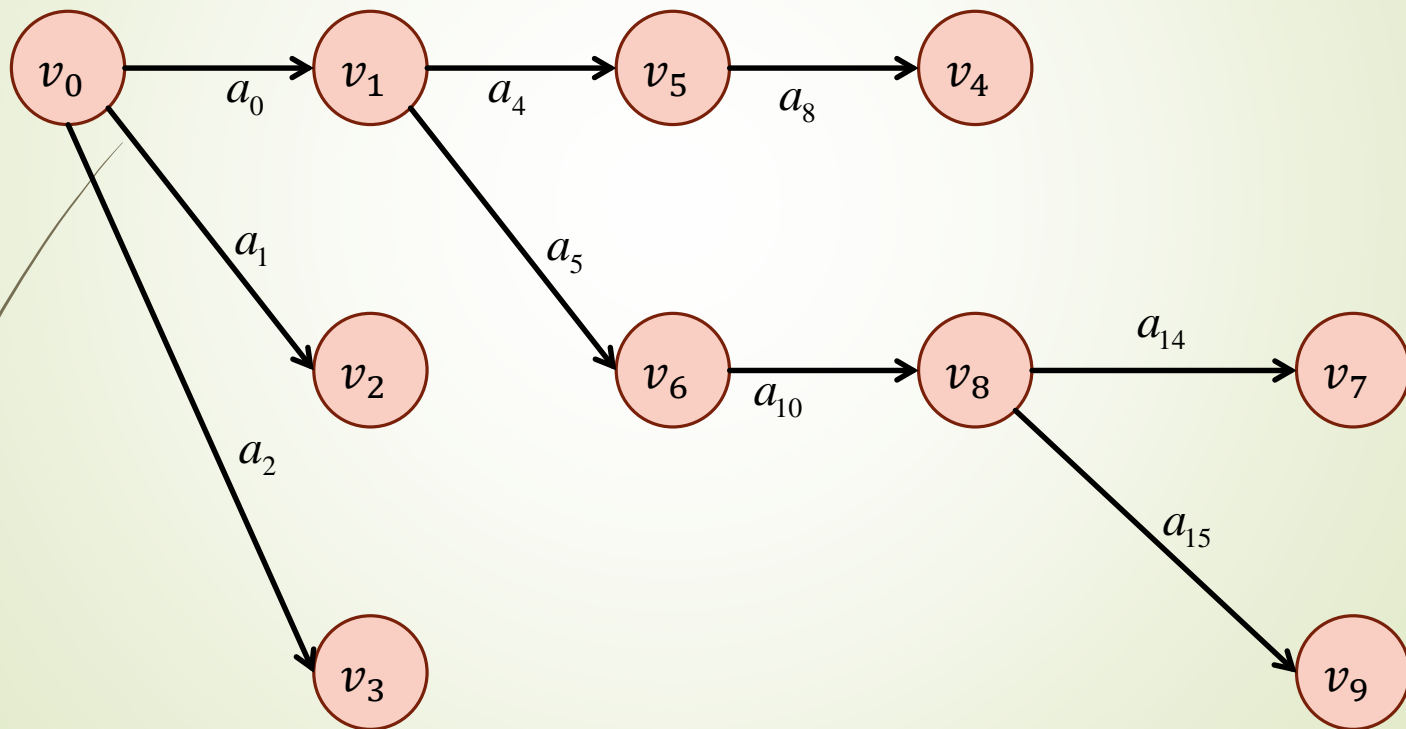 v₀ a₀ v₁ a₄ v₅ a₈ v₄
a₁ a₅
v₂ v₆ a₁₀ v₈ a₁₄ v₇
a₂
a₁₅
v₃ v₉